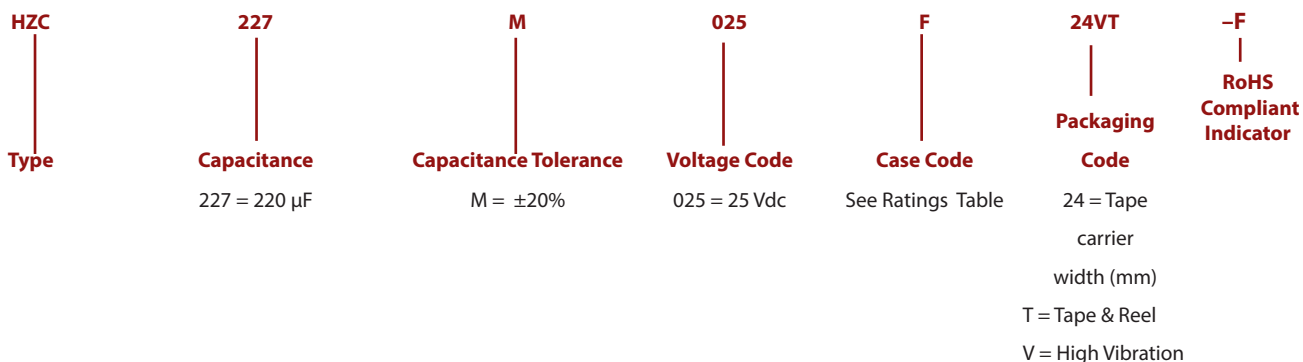 HZC 227 M 025 F 24VT –F
RoHS
Compliant
Indicator
Packaging
Type Capacitance Capacitance Tolerance Voltage Code Case Code Code
227 = 220 µF M = ±20% 025 = 25 Vdc See Ratings Table 24 = Tape
carrier
width (mm)
T = Tape & Reel
V = High Vibration